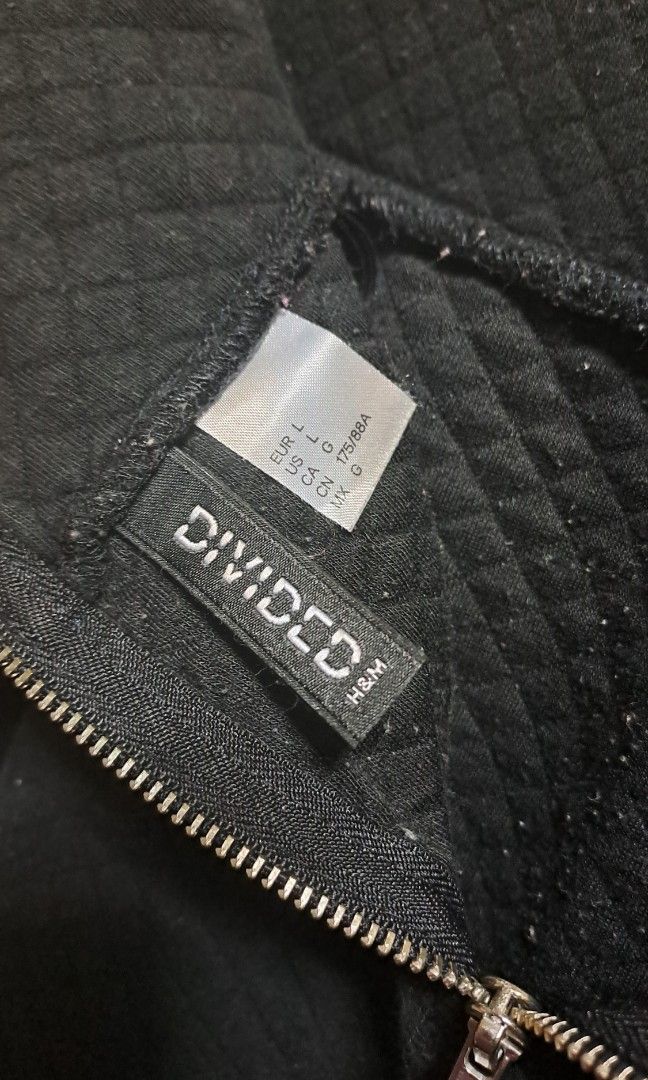 EUR L
US L
CA G
CN 175/88A
MX G
DIVIDED
H&M